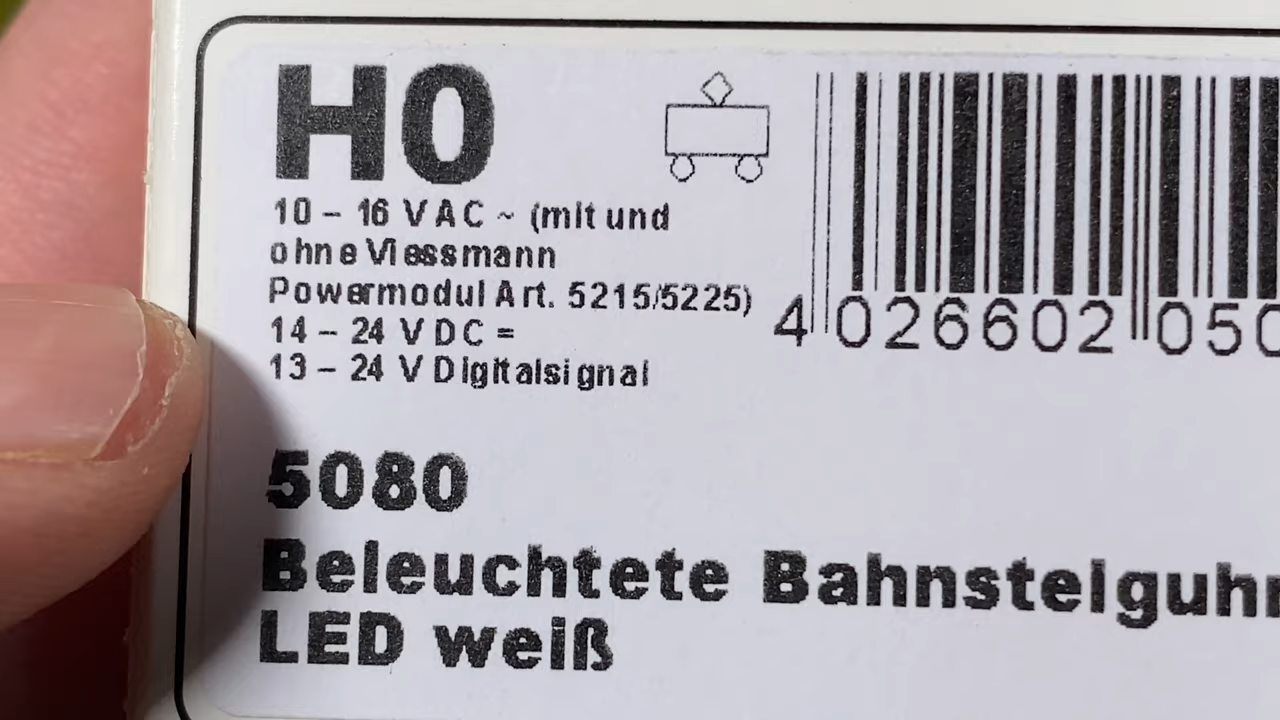 H0
10 – 16 V AC ~ (mit und
ohne Viessmann
Powermodul Art. 5215/5225)
14 – 24 V DC =
13 – 24 V Digitalsignal
4 026602 050
5080
Beleuchtete Bahnsteiguhr
LED weiß